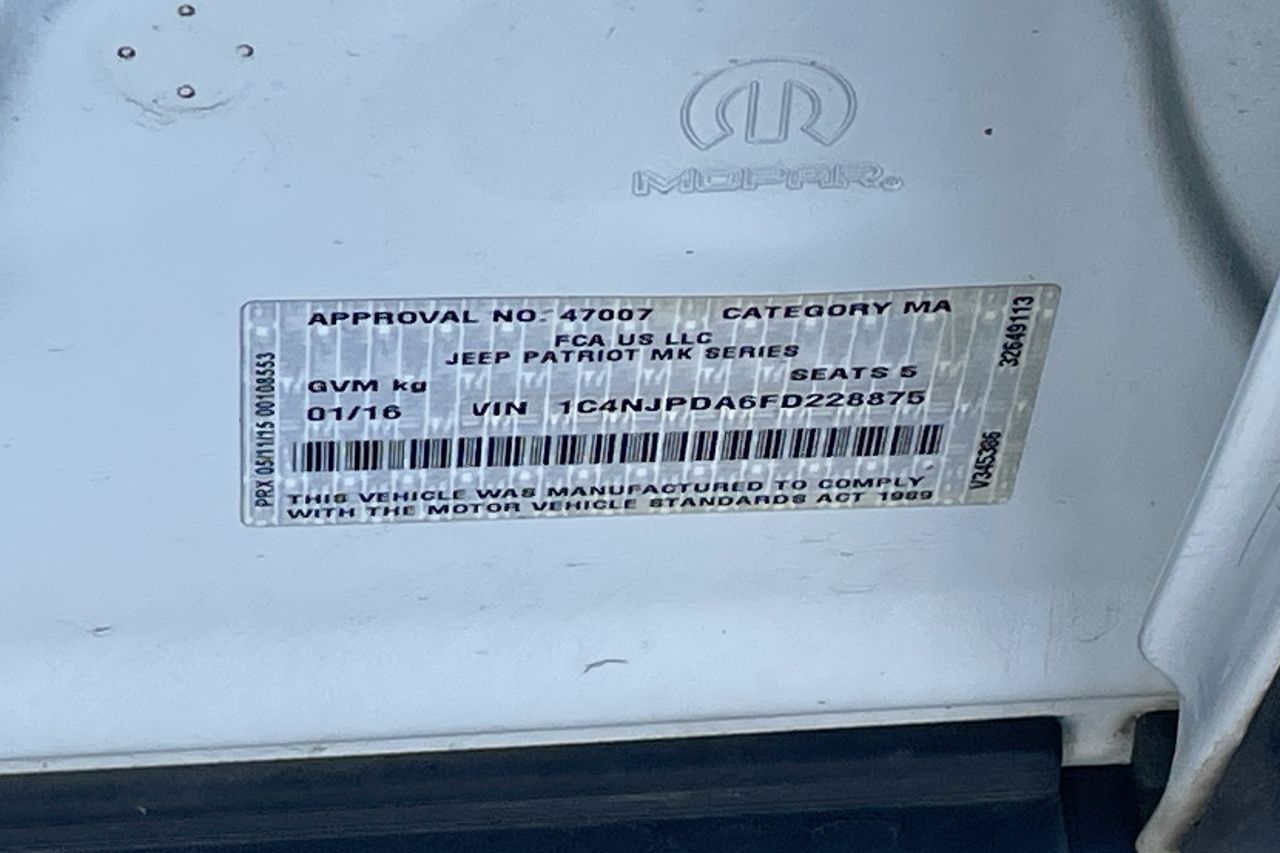 MOPAR®
APPROVAL NO. 47007 CATEGORY MA
FCA US LLC
JEEP PATRIOT MK SERIES
GVM kg SEATS 5
01/16 VIN 1C4NJPDA6FD228875
THIS VEHICLE WAS MANUFACTURED TO COMPLY
WITH THE MOTOR VEHICLE STANDARDS ACT 1989
PRX 05/11/15 00108553
32649113
V345386